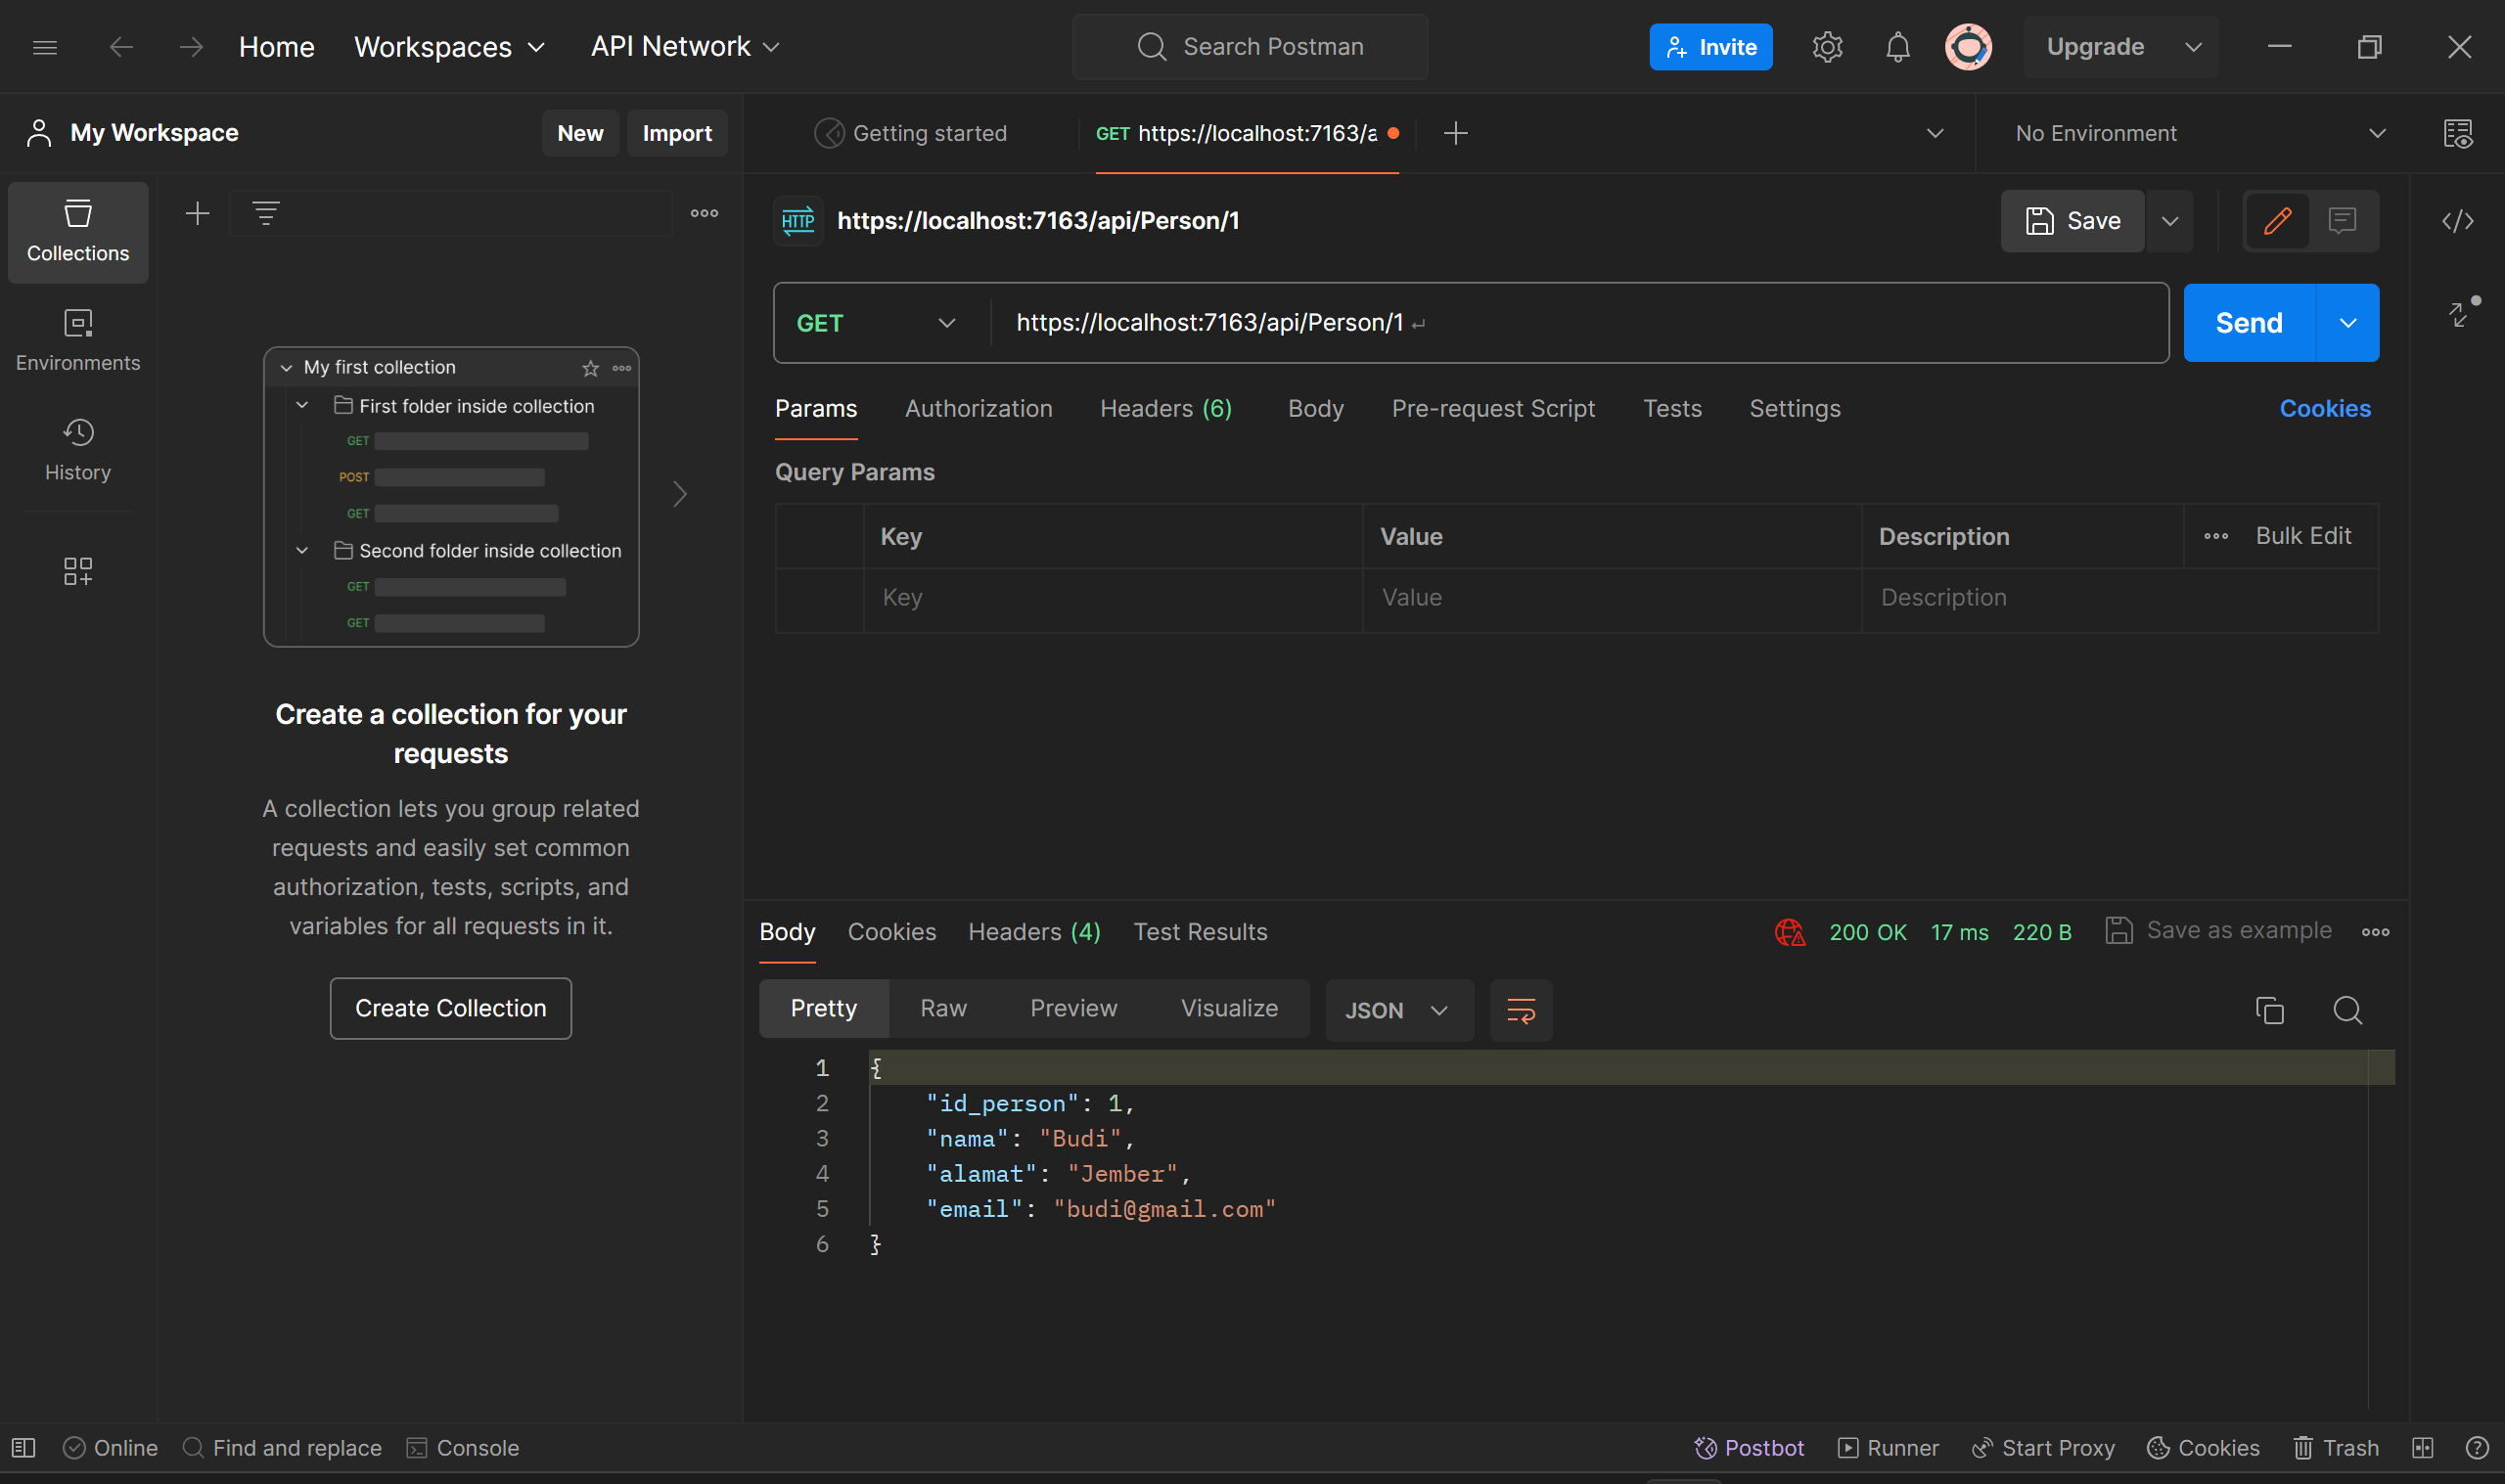 Home Workspaces API Network Search Postman Invite Upgrade
My Workspace New Import
Getting started GET https://localhost:7163/a No Environment
Collections
Environments
History
My first collection
First folder inside collection
GET
POST
GET
Second folder inside collection
GET
GET
Create a collection for your
requests
A collection lets you group related
requests and easily set common
authorization, tests, scripts, and
variables for all requests in it.
Create Collection
HTTP https://localhost:7163/api/Person/1 Save
GET https://localhost:7163/api/Person/1 Send
Params Authorization Headers (6) Body Pre-request Script Tests Settings Cookies
Query Params
Key Value Description Bulk Edit
Key Value Description
Body Cookies Headers (4) Test Results 200 OK 17 ms 220 B Save as example
Pretty Raw Preview Visualize JSON
1 {
2 "id_person": 1,
3 "nama": "Budi",
4 "alamat": "Jember",
5 "email": "budi@gmail.com"
6 }
Online Find and replace Console Postbot Runner Start Proxy Cookies Trash